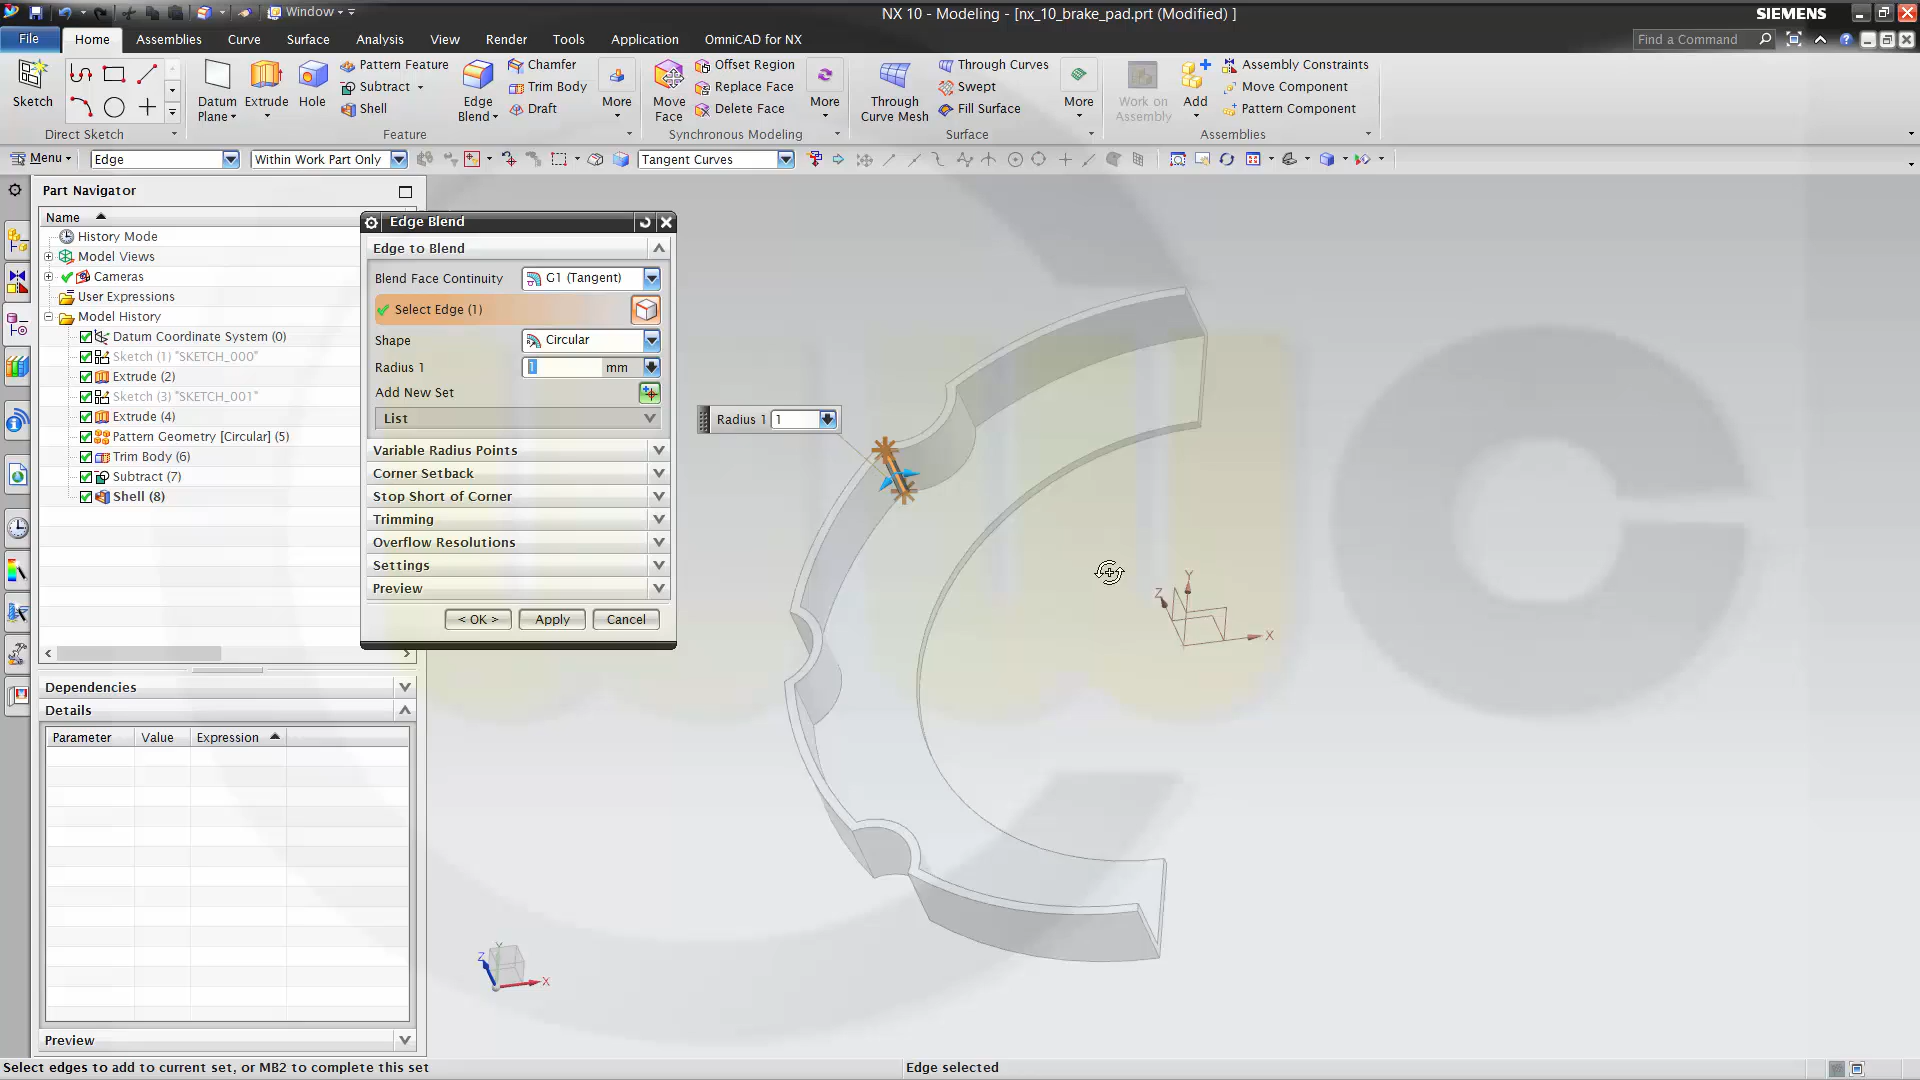 Window
NX 10 - Modeling - [nx_10_brake_pad.prt (Modified) ]
SIEMENS
File
Home
Assemblies
Curve
Surface
Analysis
View
Render
Tools
Application
OmniCAD for NX
Find a Command
Sketch
Datum
Plane
Extrude
Hole
Pattern Feature
Subtract
Shell
Edge
Blend
Chamfer
Trim Body
Draft
More
Move
Face
Offset Region
Replace Face
Delete Face
More
Through
Curve Mesh
Through Curves
Swept
Fill Surface
More
Work on
Assembly
Add
Assembly Constraints
Move Component
Pattern Component
Direct Sketch
Feature
Synchronous Modeling
Surface
Assemblies
Menu
Edge
Within Work Part Only
Tangent Curves
Part Navigator
Name
History Mode
Model Views
Cameras
User Expressions
Model History
Datum Coordinate System (0)
Sketch (1) "SKETCH_000"
Extrude (2)
Sketch (3) "SKETCH_001"
Extrude (4)
Pattern Geometry [Circular] (5)
Trim Body (6)
Subtract (7)
Shell (8)
Dependencies
Details
Parameter Value Expression
Preview
Edge Blend
Edge to Blend
Blend Face Continuity G1 (Tangent)
Select Edge (1)
Shape Circular
Radius 1 1 mm
Add New Set
List
Variable Radius Points
Corner Setback
Stop Short of Corner
Trimming
Overflow Resolutions
Settings
Preview
< OK > Apply Cancel
Radius 1 1
Y
Z
X
Y
Z
X
Select edges to add to current set, or MB2 to complete this set
Edge selected